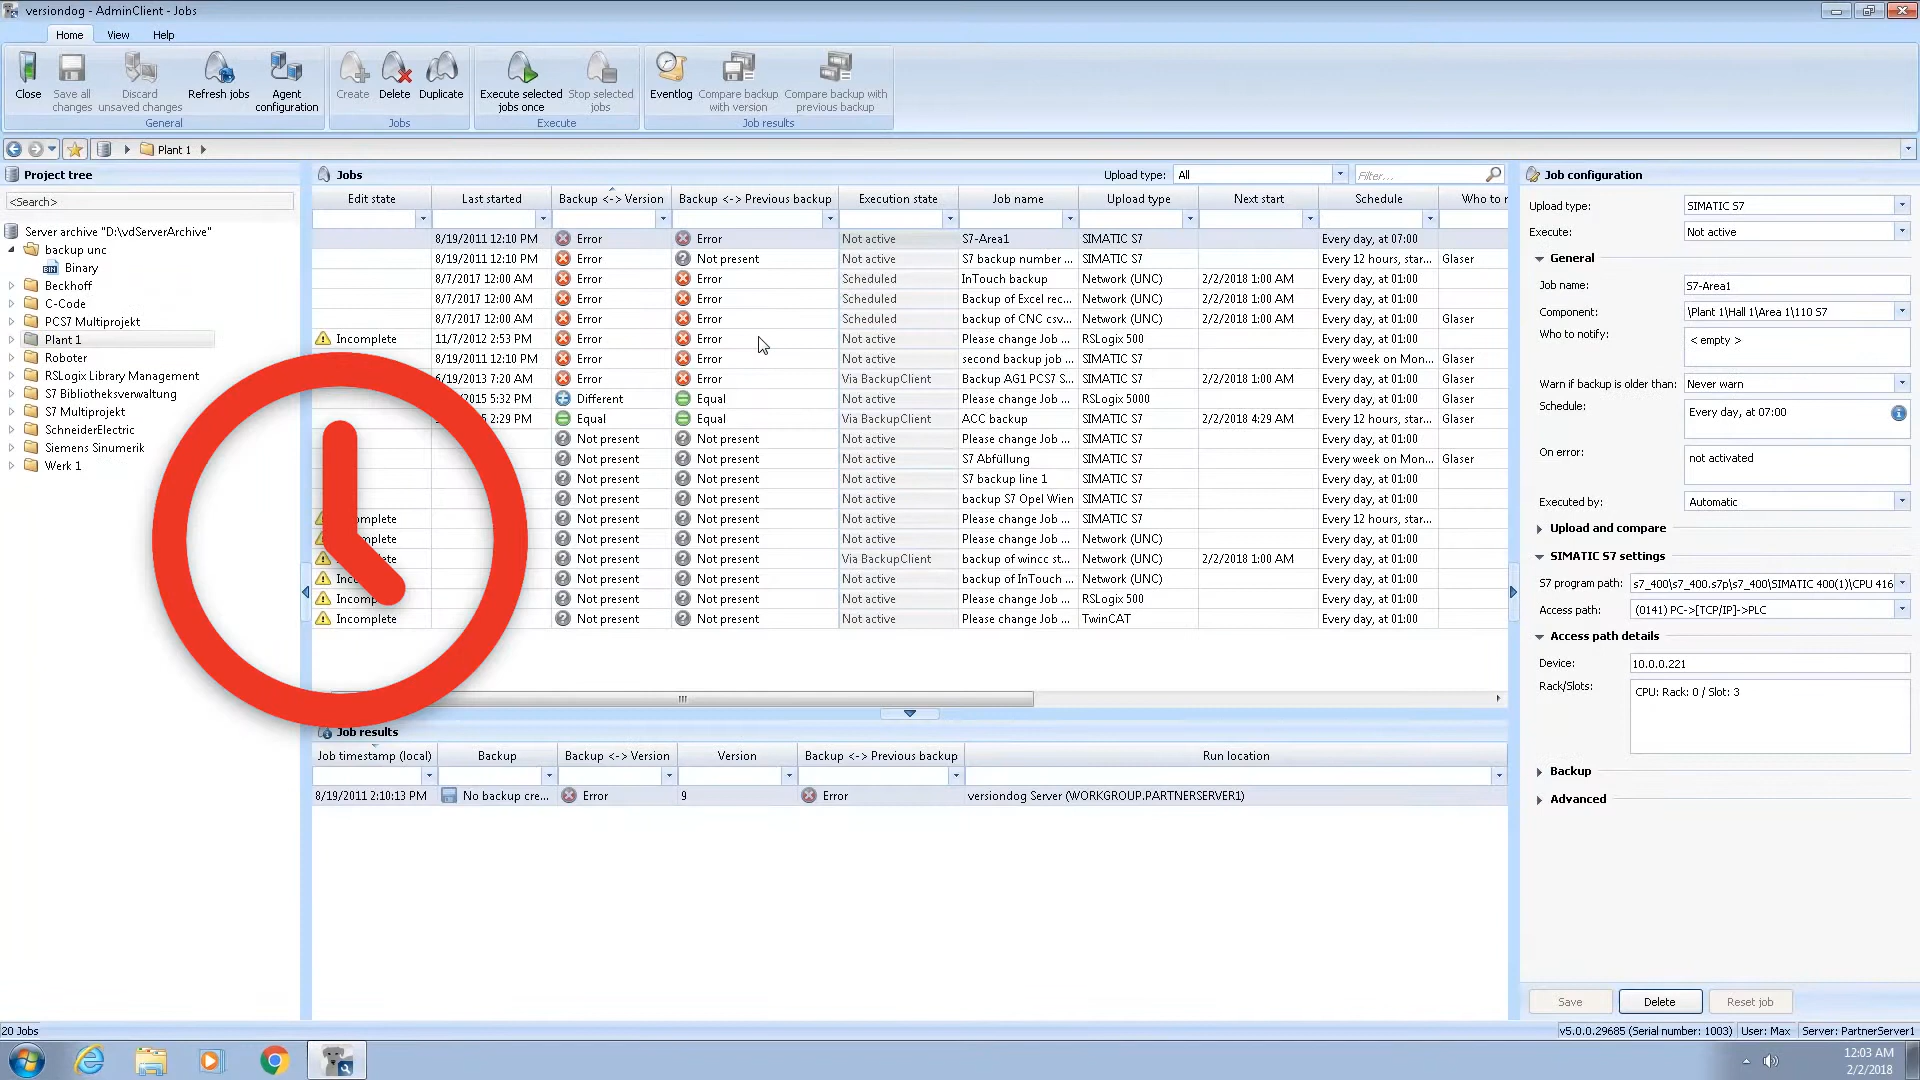 versiondog - AdminClient - Jobs
Home View Help
Close Save all changes Discard unsaved changes Refresh jobs Agent configuration Create Delete Duplicate Execute selected jobs once Stop selected jobs Eventlog Compare backup with version Compare backup with previous backup
General Jobs Execute Job results
Plant 1
Project tree
<Search>
Server archive "D:\vdServerArchive"
backup unc
Binary
Beckhoff
C-Code
PCS7 Multiprojekt
Plant 1
Roboter
RSLogix Library Management
S7 Bibliotheksverwaltung
S7 Multiprojekt
SchneiderElectric
Siemens Sinumerik
Werk 1
Jobs Upload type: All Filter...
Edit state Last started Backup <-> Version Backup <-> Previous backup Execution state Job name Upload type Next start Schedule Who to r
8/19/2011 12:10 PM Error Error Not active S7-Area1 SIMATIC S7 Every day, at 07:00
8/19/2011 12:10 PM Error Not present Not active S7 backup number ... SIMATIC S7 Every 12 hours, star... Glaser
8/7/2017 12:00 AM Error Error Scheduled InTouch backup Network (UNC) 2/2/2018 1:00 AM Every day, at 01:00
8/7/2017 12:00 AM Error Error Scheduled Backup of Excel rec... Network (UNC) 2/2/2018 1:00 AM Every day, at 01:00
8/7/2017 12:00 AM Error Error Scheduled backup of CNC csv... Network (UNC) 2/2/2018 1:00 AM Every day, at 01:00 Glaser
Incomplete 11/7/2012 2:53 PM Error Error Not active Please change Job ... RSLogix 500 Every day, at 01:00
8/19/2011 12:10 PM Error Error Not active second backup job ... SIMATIC S7 Every week on Mon... Glaser
6/19/2013 7:20 AM Error Error Via BackupClient Backup AG1 PCS7 S... SIMATIC S7 2/2/2018 1:00 AM Every day, at 01:00 Glaser
2015 5:32 PM Different Equal Not active Please change Job ... RSLogix 5000 Every day, at 01:00 Glaser
2:29 PM Equal Equal Via BackupClient ACC backup SIMATIC S7 2/2/2018 4:29 AM Every 12 hours, star... Glaser
Not present Not present Not active Please change Job ... SIMATIC S7 Every day, at 01:00
Not present Not present Not active S7 Abfüllung SIMATIC S7 Every week on Mon... Glaser
Not present Not present Not active S7 backup line 1 SIMATIC S7 Every day, at 01:00
Not present Not present Not active backup S7 Opel Wien SIMATIC S7 Every day, at 01:00
omplete Not present Not present Not active Please change Job ... SIMATIC S7 Every 12 hours, star...
mplete Not present Not present Not active Please change Job ... Network (UNC) Every day, at 01:00
plete Not present Not present Via BackupClient backup of wincc st... Network (UNC) 2/2/2018 1:00 AM Every day, at 01:00
Inc Not present Not present Not active backup of InTouch ... Network (UNC) Every day, at 01:00
Incomplete Not present Not present Not active Please change Job ... RSLogix 500 Every day, at 01:00
Incomplete Not present Not present Not active Please change Job ... TwinCAT Every day, at 01:00
Job results
Job timestamp (local) Backup Backup <-> Version Version Backup <-> Previous backup Run location
8/19/2011 2:10:13 PM No backup cre... Error 9 Error versiondog Server (WORKGROUP.PARTNERSERVER1)
Job configuration
Upload type: SIMATIC S7
Execute: Not active
General
Job name: S7-Area1
Component: \Plant 1\Hall 1\Area 1\110 S7
Who to notify: < empty >
Warn if backup is older than: Never warn
Schedule: Every day, at 07:00
On error: not activated
Executed by: Automatic
Upload and compare
SIMATIC S7 settings
S7 program path: s7_400\s7_400.s7p\s7_400\SIMATIC 400(1)\CPU 416
Access path: (0141) PC->[TCP/IP]->PLC
Access path details
Device: 10.0.0.221
Rack/Slots: CPU: Rack: 0 / Slot: 3
Backup
Advanced
Save Delete Reset job
20 Jobs v5.0.0.29685 (Serial number: 1003) User: Max Server: PartnerServer1
12:03 AM
2/2/2018